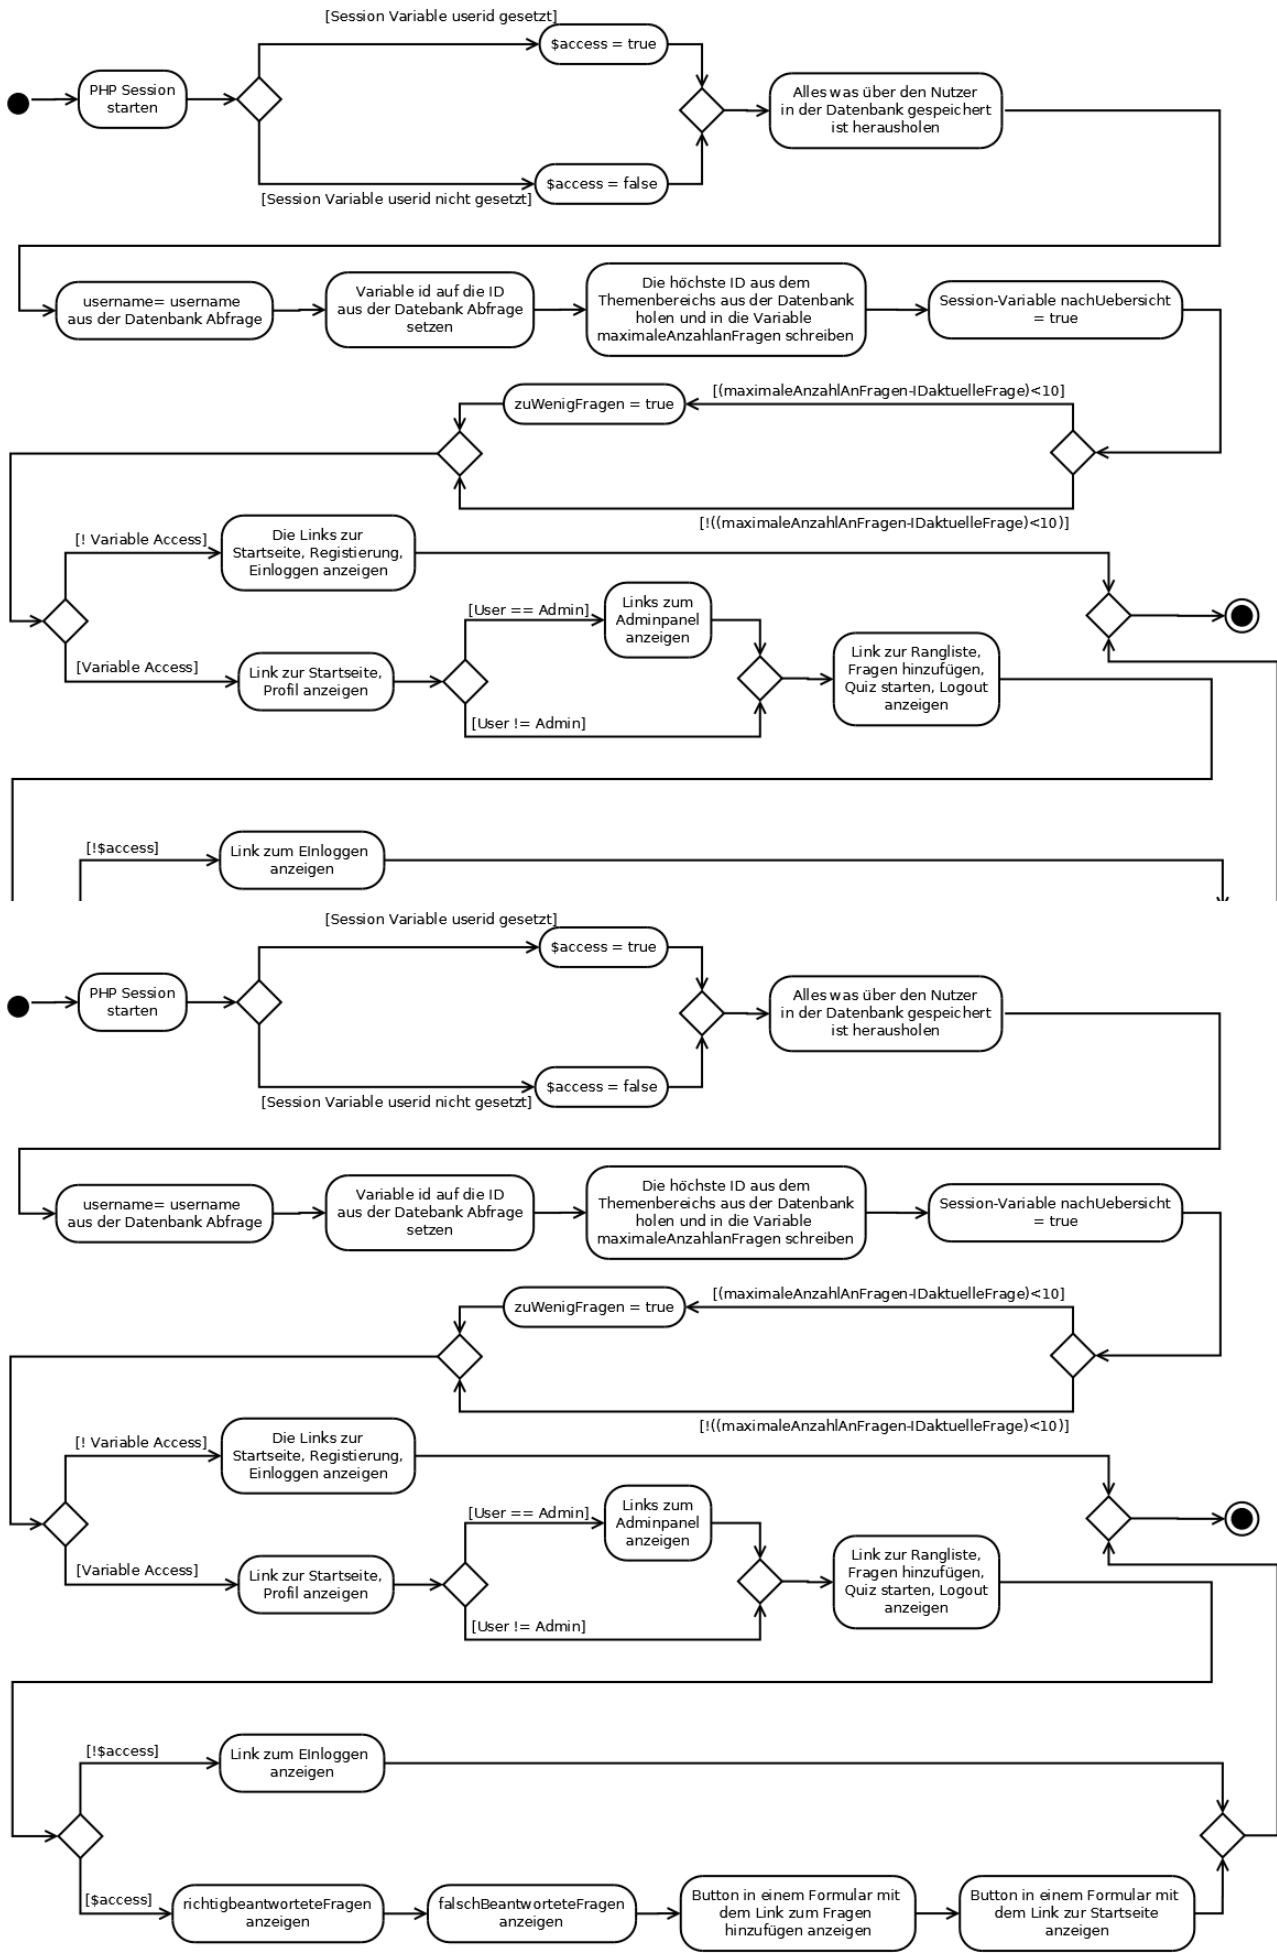 [Session Variable userid gesetzt]
$access = true
PHP Session
starten
Alles was über den Nutzer
in der Datenbank gespeichert
ist herausholen
$access = false
[Session Variable userid nicht gesetzt]
username= username
aus der Datenbank Abfrage
Variable id auf die ID
aus der Datebank Abfrage
setzen
Die höchste ID aus dem
Themenbereichs aus der Datenbank
holen und in die Variable
maximaleAnzahlanFragen schreiben
Session-Variable nachUebersicht
= true
zuWenigFragen = true
[(maximaleAnzahlAnFragen-IDaktuelleFrage)<10]
[!((maximaleAnzahlAnFragen-IDaktuelleFrage)<10)]
[! Variable Access]
Die Links zur
Startseite, Registierung,
Einloggen anzeigen
[User == Admin]
Links zum
Adminpanel
anzeigen
[Variable Access]
Link zur Startseite,
Profil anzeigen
[User != Admin]
Link zur Rangliste,
Fragen hinzufügen,
Quiz starten, Logout
anzeigen
[!$access]
Link zum EInloggen
anzeigen
[Session Variable userid gesetzt]
$access = true
PHP Session
starten
Alles was über den Nutzer
in der Datenbank gespeichert
ist herausholen
$access = false
[Session Variable userid nicht gesetzt]
username= username
aus der Datenbank Abfrage
Variable id auf die ID
aus der Datebank Abfrage
setzen
Die höchste ID aus dem
Themenbereichs aus der Datenbank
holen und in die Variable
maximaleAnzahlanFragen schreiben
Session-Variable nachUebersicht
= true
zuWenigFragen = true
[(maximaleAnzahlAnFragen-IDaktuelleFrage)<10]
[!((maximaleAnzahlAnFragen-IDaktuelleFrage)<10)]
[! Variable Access]
Die Links zur
Startseite, Registierung,
Einloggen anzeigen
[User == Admin]
Links zum
Adminpanel
anzeigen
[Variable Access]
Link zur Startseite,
Profil anzeigen
[User != Admin]
Link zur Rangliste,
Fragen hinzufügen,
Quiz starten, Logout
anzeigen
[!$access]
Link zum EInloggen
anzeigen
[$access]
richtigbeantworteteFragen
anzeigen
falschBeantworteteFragen
anzeigen
Button in einem Formular mit
dem Link zum Fragen
hinzufügen anzeigen
Button in einem Formular mit
dem Link zur Startseite
anzeigen